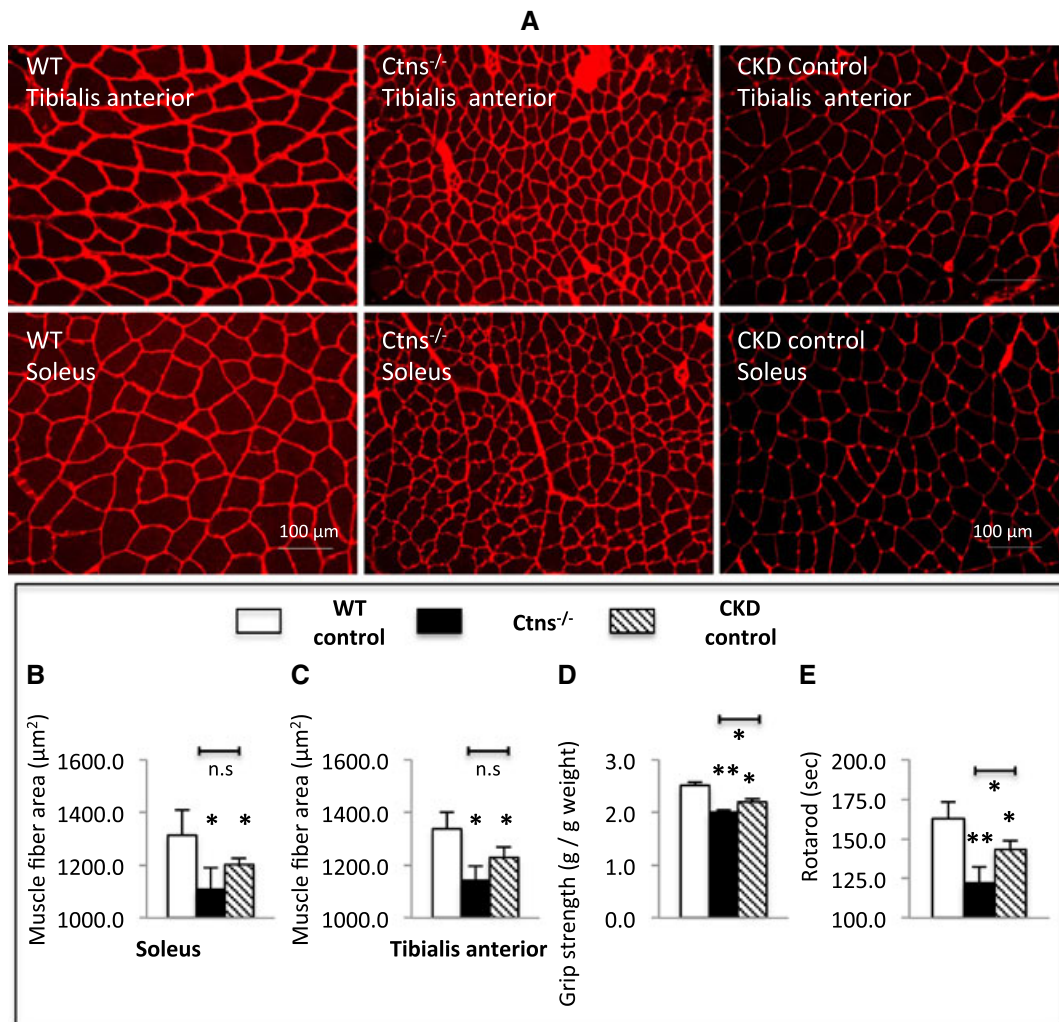 A
WT
Tibialis anterior
Ctns-/-
Tibialis anterior
CKD Control
Tibialis anterior
WT
Soleus
100 μm
Ctns-/-
Soleus
CKD control
Soleus
100 μm
WT
control
Ctns-/-
CKD
control
B
Muscle fiber area (μm²)
1600.0
1400.0
1200.0
1000.0
n.s
*
*
Soleus
C
Muscle fiber area (μm²)
1600.0
1400.0
1200.0
1000.0
n.s
*
*
Tibialis anterior
D
Grip strength (g / g weight)
3.0
2.0
1.0
0.0
*
**
*
E
Rotarod (sec)
200.0
175.0
150.0
125.0
100.0
*
**
*